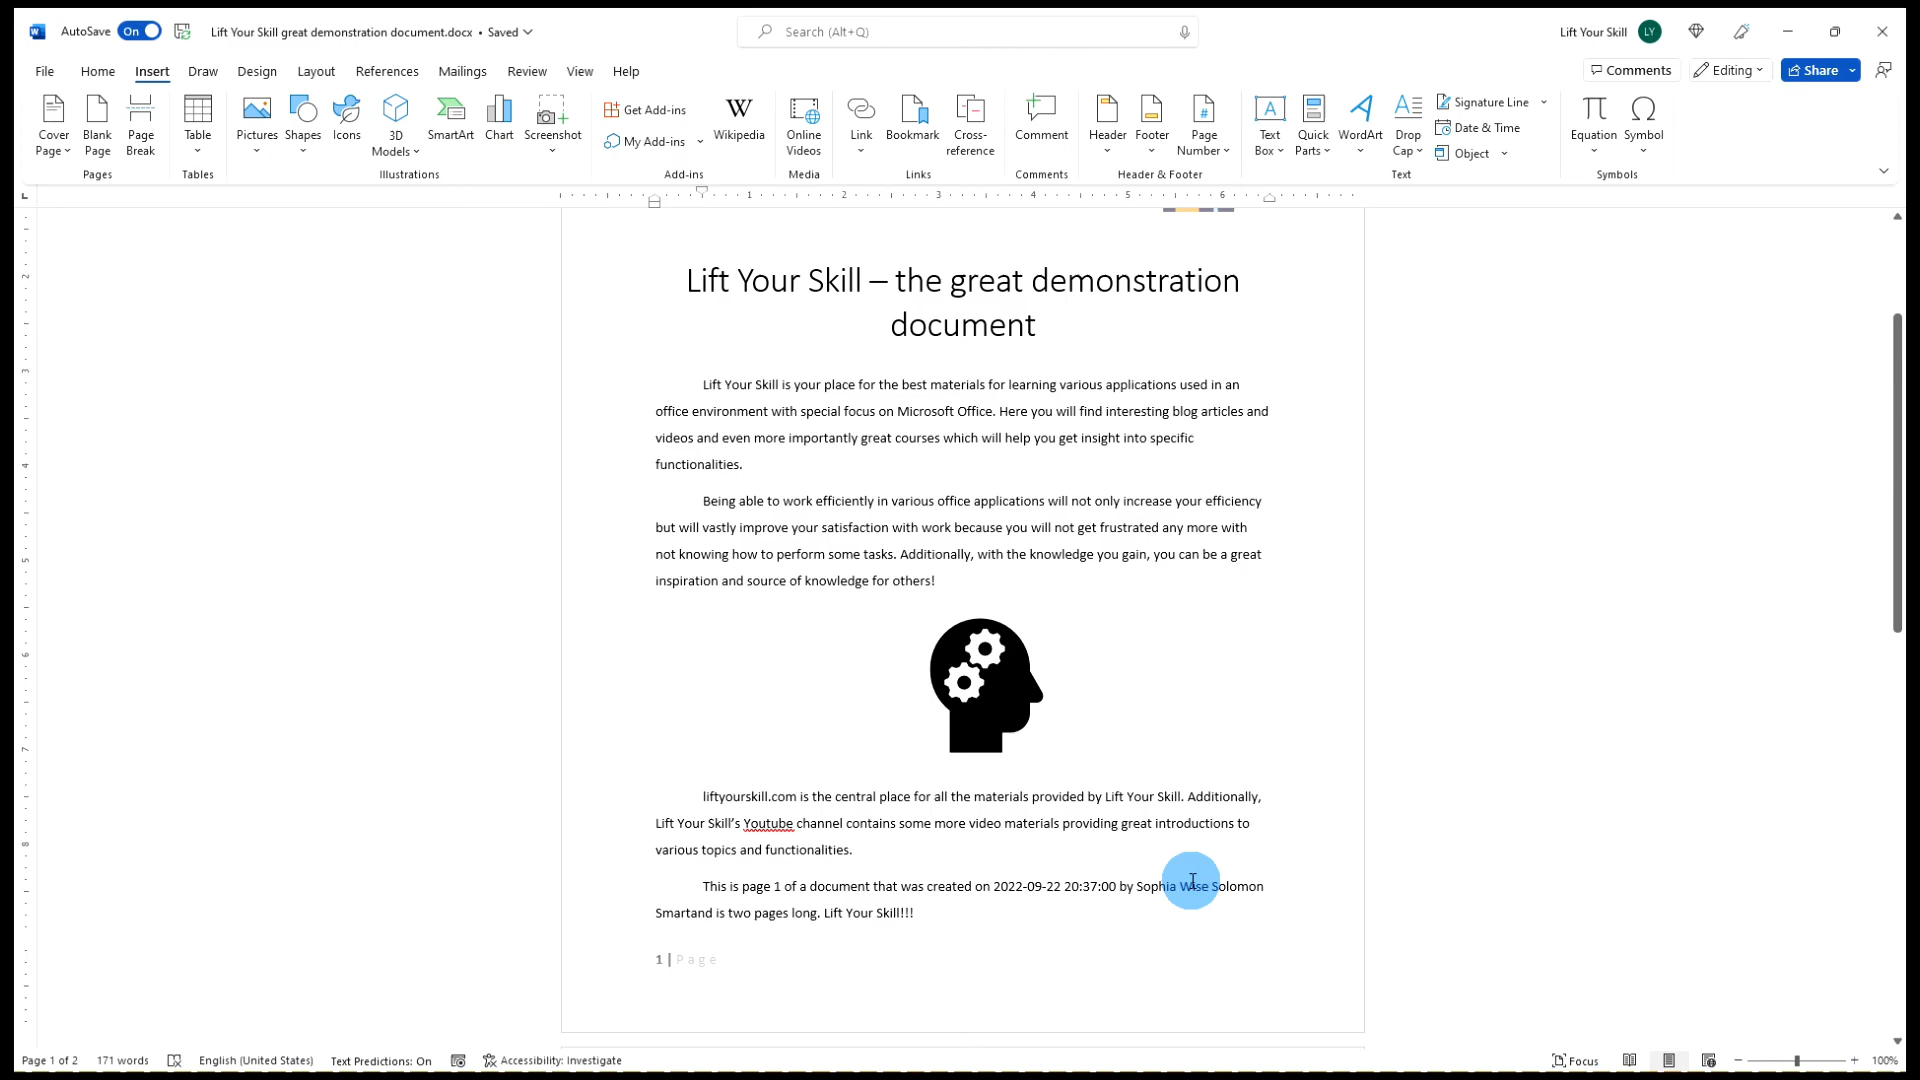 AutoSave On Lift Your Skill great demonstration document.docx • Saved Search (Alt+Q) Lift Your Skill LY
File Home Insert Draw Design Layout References Mailings Review View Help Comments Editing Share
Cover Page Blank Page Page Break Table Pictures Shapes Icons 3D Models SmartArt Chart Screenshot Get Add-ins My Add-ins Wikipedia Online Videos Link Bookmark Cross-reference Comment Header Footer Page Number Text Box Quick Parts WordArt Drop Cap Signature Line Date & Time Object Equation Symbol
Pages Tables Illustrations Add-ins Media Links Comments Header & Footer Text Symbols
1 2 3 4 5 6
Lift Your Skill – the great demonstration
document
Lift Your Skill is your place for the best materials for learning various applications used in an
office environment with special focus on Microsoft Office. Here you will find interesting blog articles and
videos and even more importantly great courses which will help you get insight into specific
functionalities.
Being able to work efficiently in various office applications will not only increase your efficiency
but will vastly improve your satisfaction with work because you will not get frustrated any more with
not knowing how to perform some tasks. Additionally, with the knowledge you gain, you can be a great
inspiration and source of knowledge for others!
liftyourskill.com is the central place for all the materials provided by Lift Your Skill. Additionally,
Lift Your Skill’s Youtube channel contains some more video materials providing great introductions to
various topics and functionalities.
This is page 1 of a document that was created on 2022-09-22 20:37:00 by Sophia Wise Solomon
Smartand is two pages long. Lift Your Skill!!!
1 | Page
2
3
4
5
6
7
8
Page 1 of 2 171 words English (United States) Text Predictions: On Accessibility: Investigate Focus 100%